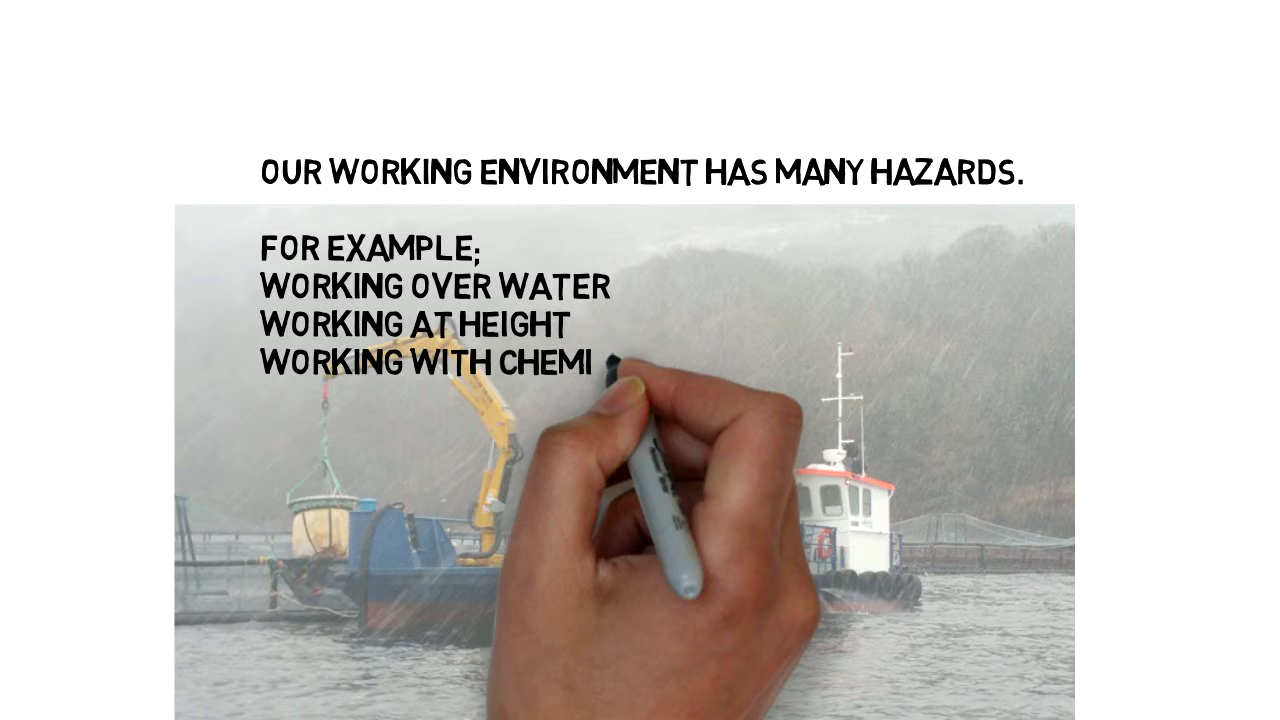 OUR WORKING ENVIRONMENT HAS MANY HAZARDS.
FOR EXAMPLE;
WORKING OVER WATER
WORKING AT HEIGHT
WORKING WITH CHEMI